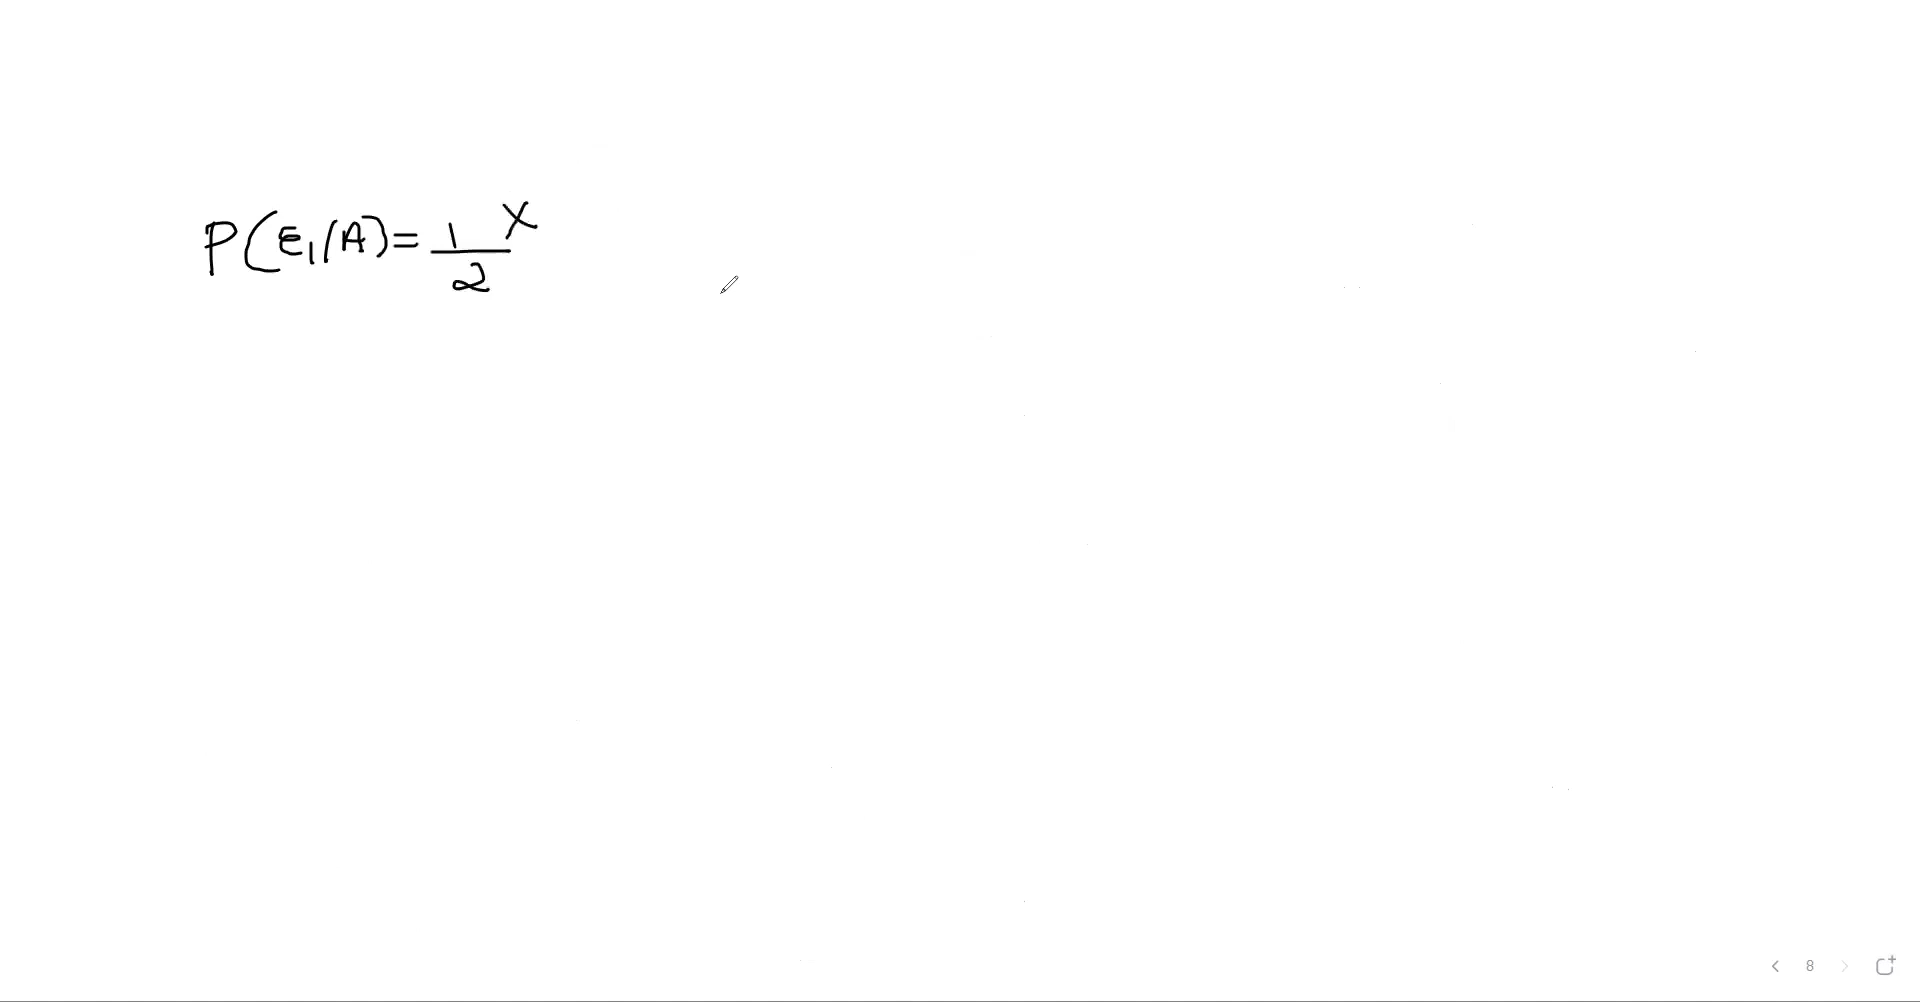 P(E₁/A) = 1/2 ×
8